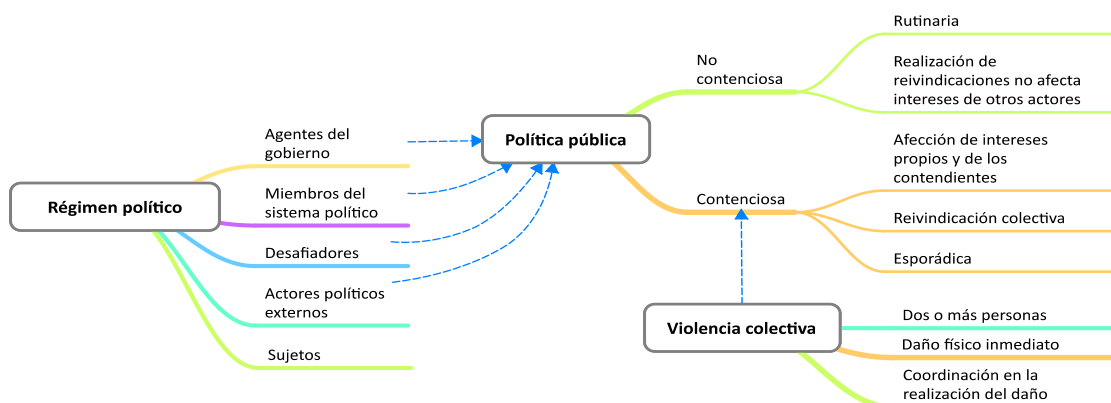 Régimen político
Agentes del
gobierno
Miembros del
sistema político
Desafiadores
Actores políticos
externos
Sujetos
Política pública
No
contenciosa
Rutinaria
Realización de
reivindicaciones no afecta
intereses de otros actores
Contenciosa
Afección de intereses
propios y de los
contendientes
Reivindicación colectiva
Esporádica
Violencia colectiva
Dos o más personas
Daño físico inmediato
Coordinación en la
realización del daño